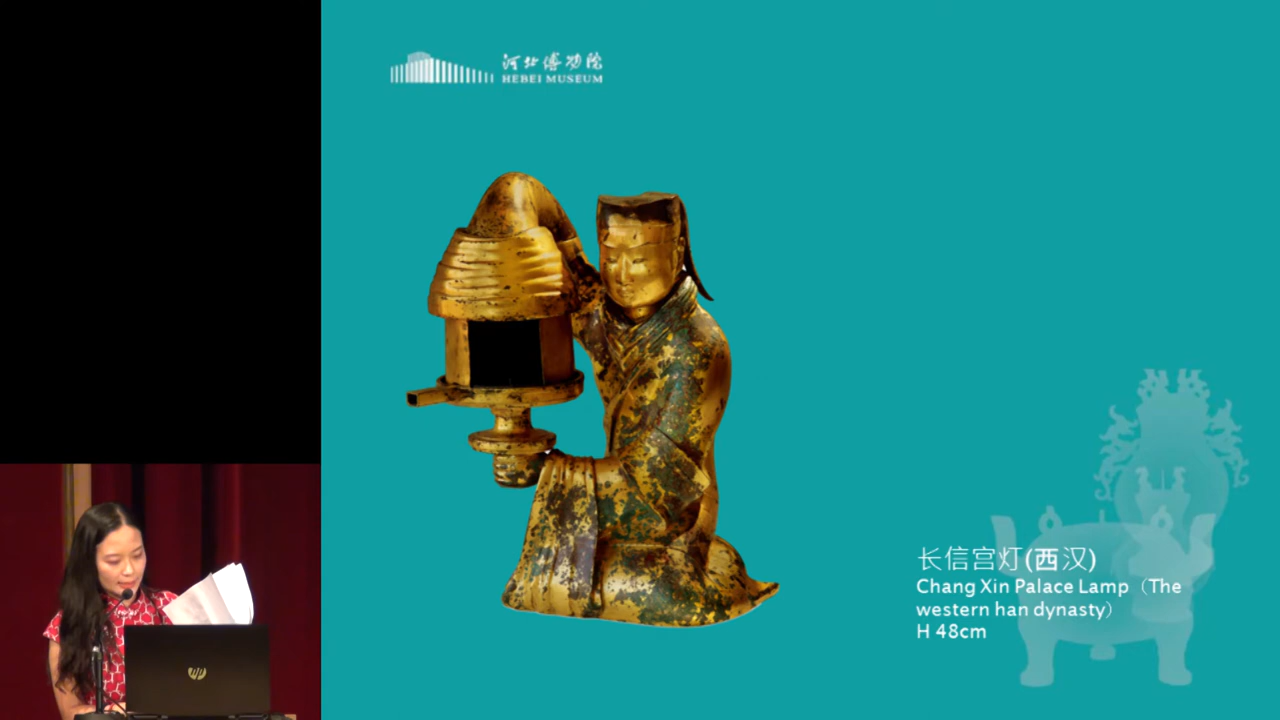 河北博物院
HEBEI MUSEUM
长信宫灯(西汉)
Chang Xin Palace Lamp（The
western han dynasty）
H 48cm
hp